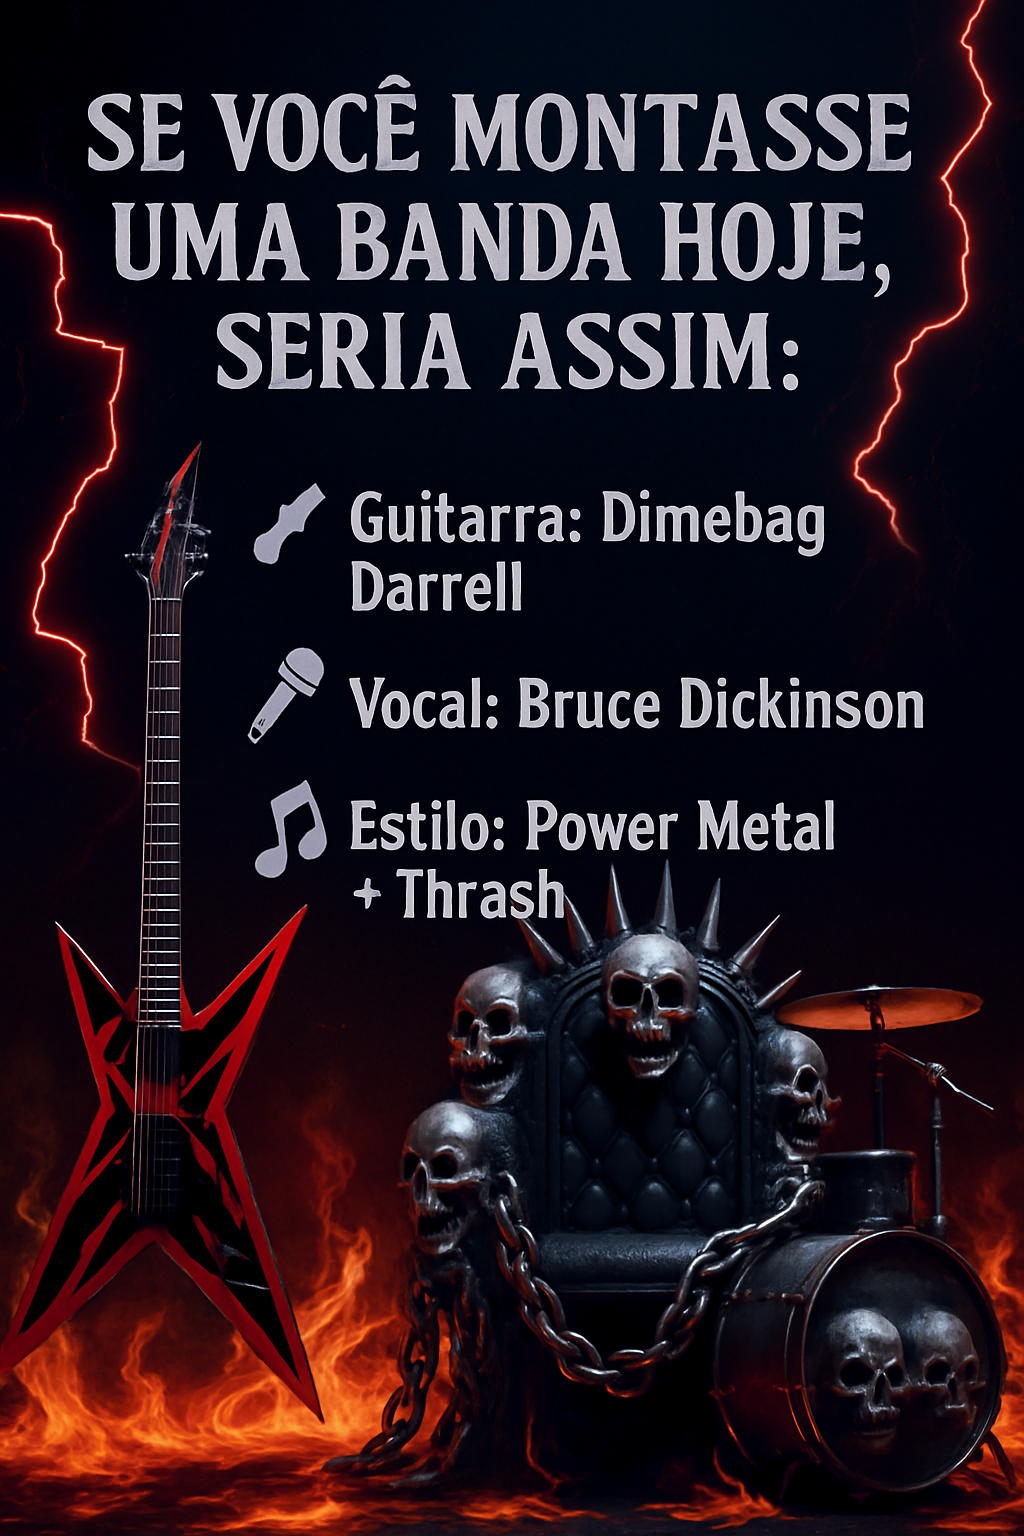 SE VOCÊ MONTASSE
UMA BANDA HOJE,
SERIA ASSIM:
Guitarra: Dimebag
Darrell
Vocal: Bruce Dickinson
Estilo: Power Metal
+ Thrash